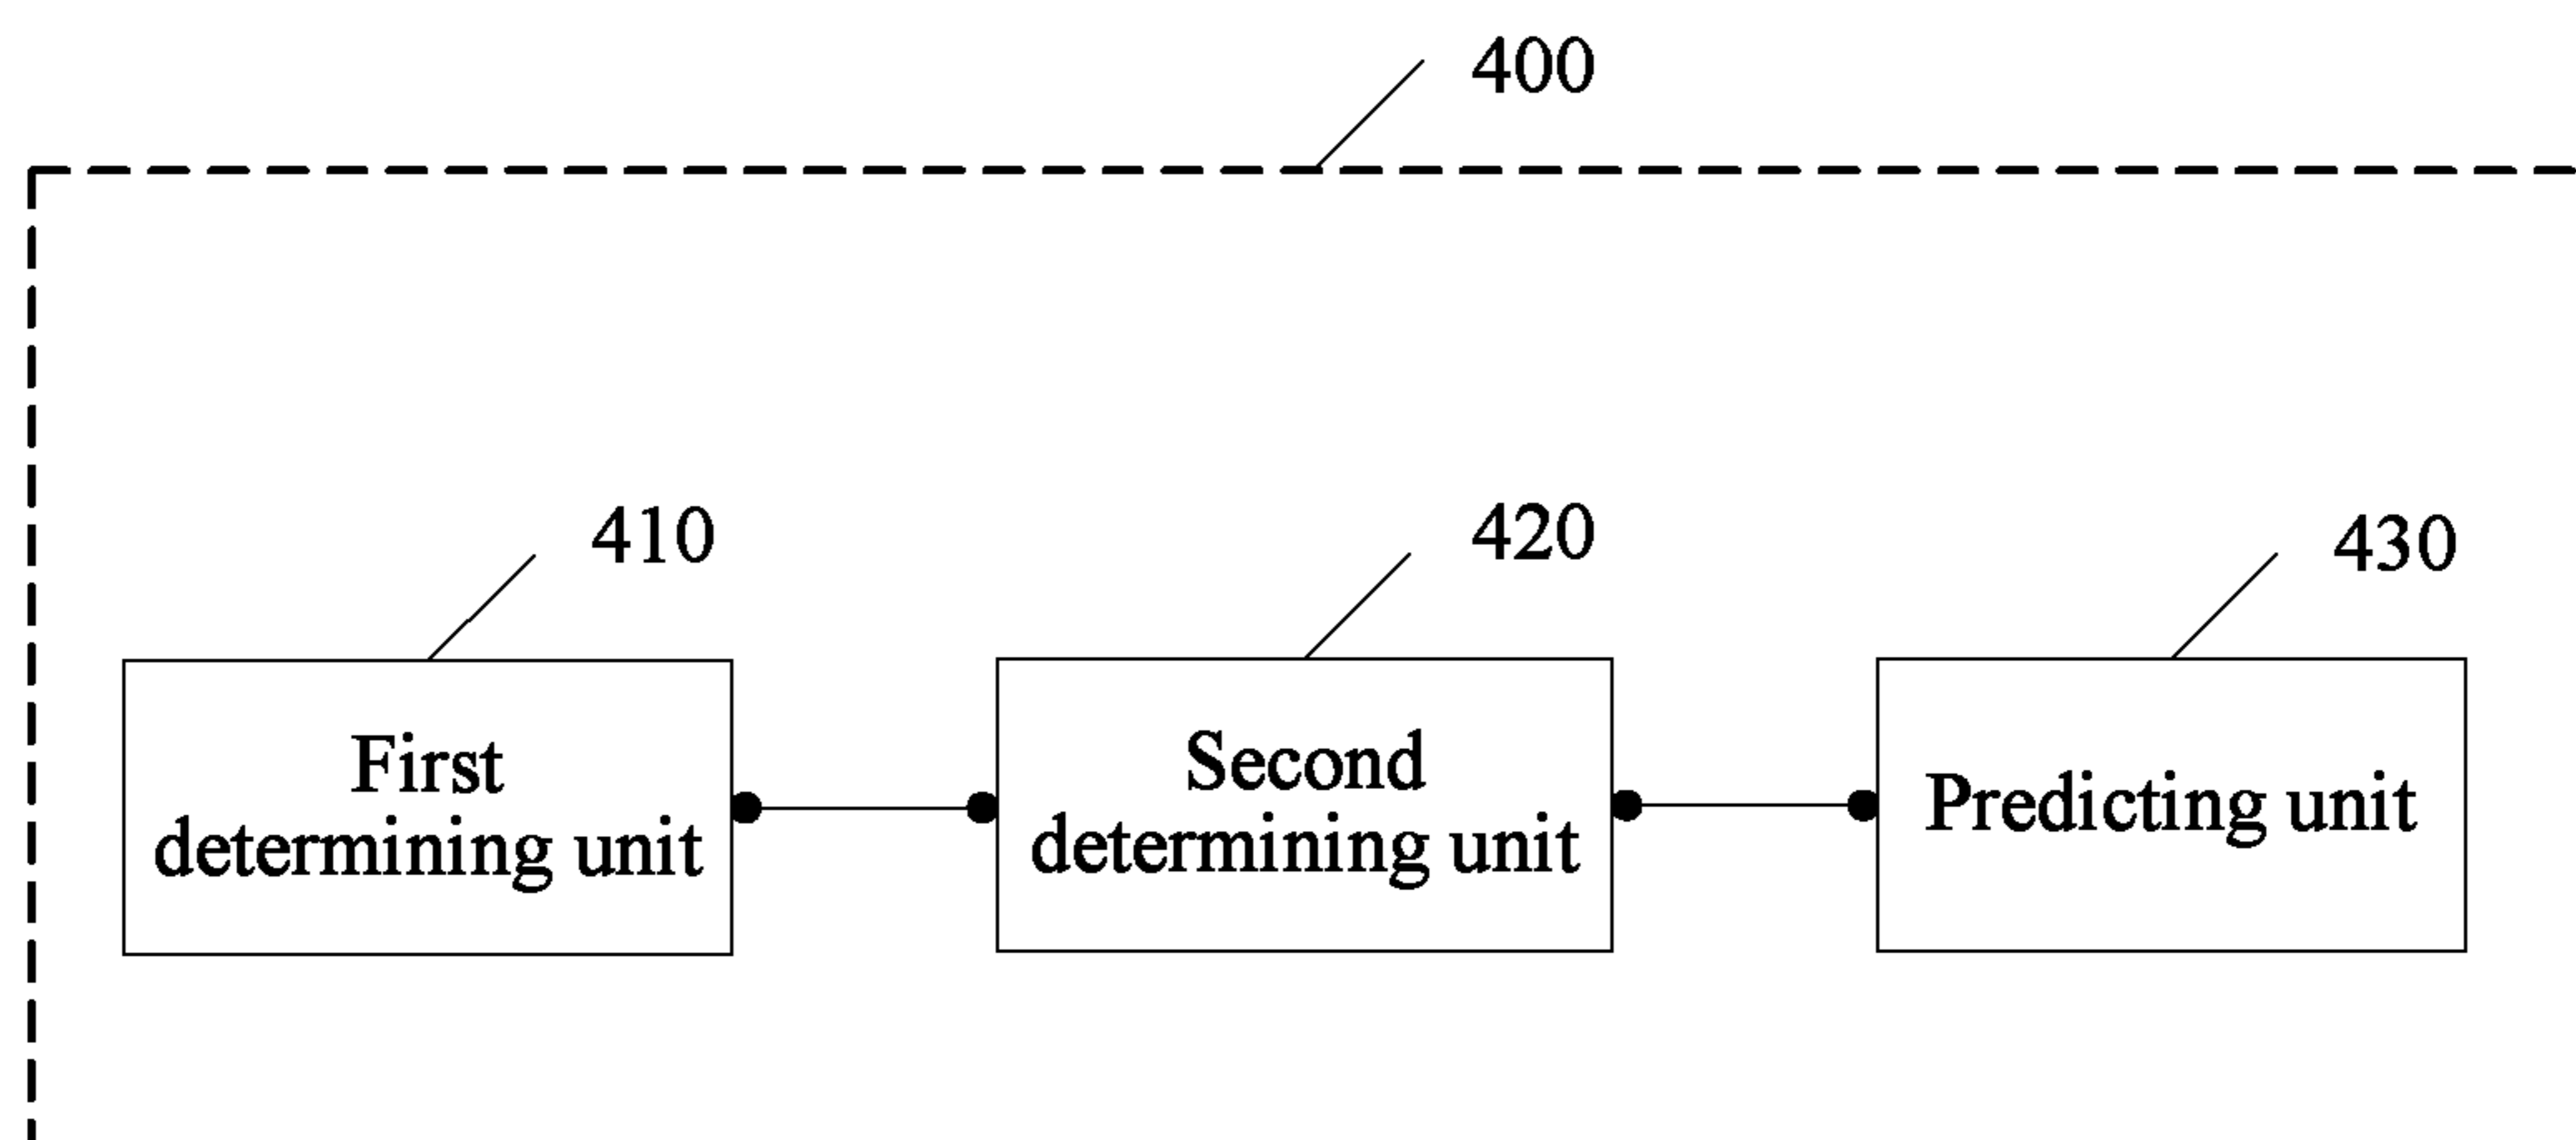 400
410
420
430
First
determining unit
Second
determining unit
Predicting unit